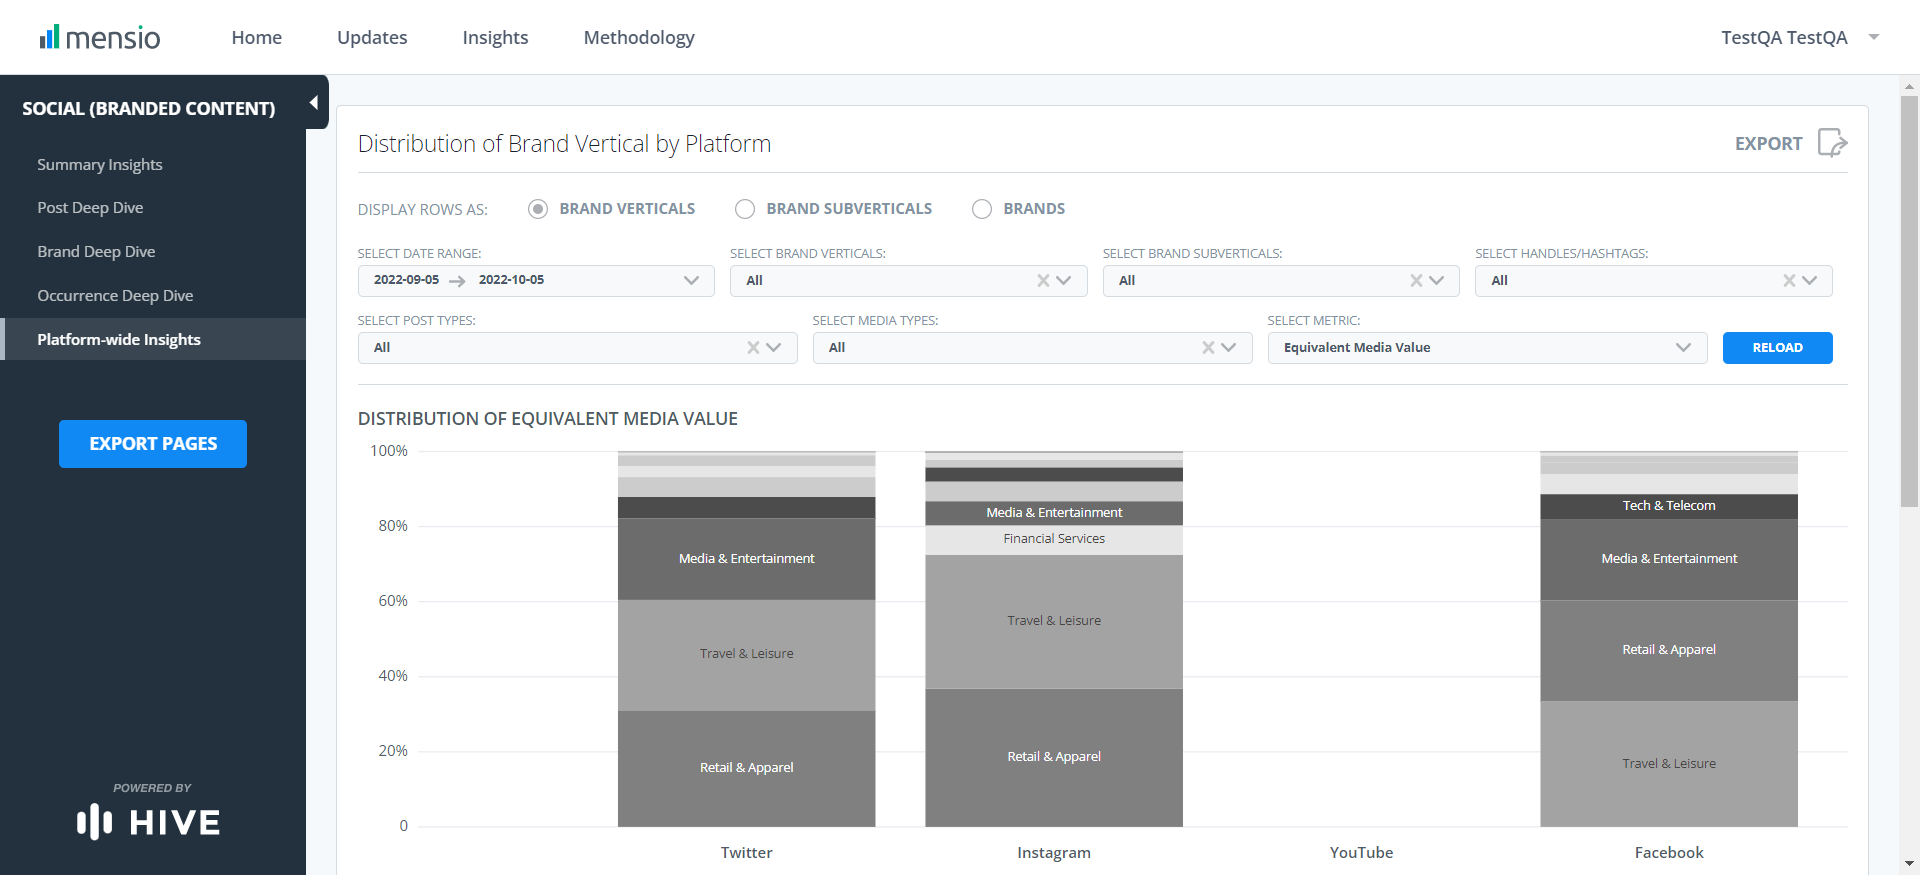 mensio
Home Updates Insights Methodology
TestQA TestQA
SOCIAL (BRANDED CONTENT)
Summary Insights
Post Deep Dive
Brand Deep Dive
Occurrence Deep Dive
Platform-wide Insights
EXPORT PAGES
POWERED BY
HIVE
Distribution of Brand Vertical by Platform
EXPORT
DISPLAY ROWS AS: BRAND VERTICALS BRAND SUBVERTICALS BRANDS
SELECT DATE RANGE: SELECT BRAND VERTICALS: SELECT BRAND SUBVERTICALS: SELECT HANDLES/HASHTAGS:
2022-09-05 → 2022-10-05 All All All
SELECT POST TYPES: SELECT MEDIA TYPES: SELECT METRIC:
All All Equivalent Media Value RELOAD
DISTRIBUTION OF EQUIVALENT MEDIA VALUE
100%
80%
60%
40%
20%
0
Media & Entertainment
Travel & Leisure
Retail & Apparel
Media & Entertainment
Financial Services
Travel & Leisure
Retail & Apparel
Tech & Telecom
Media & Entertainment
Retail & Apparel
Travel & Leisure
Twitter Instagram YouTube Facebook